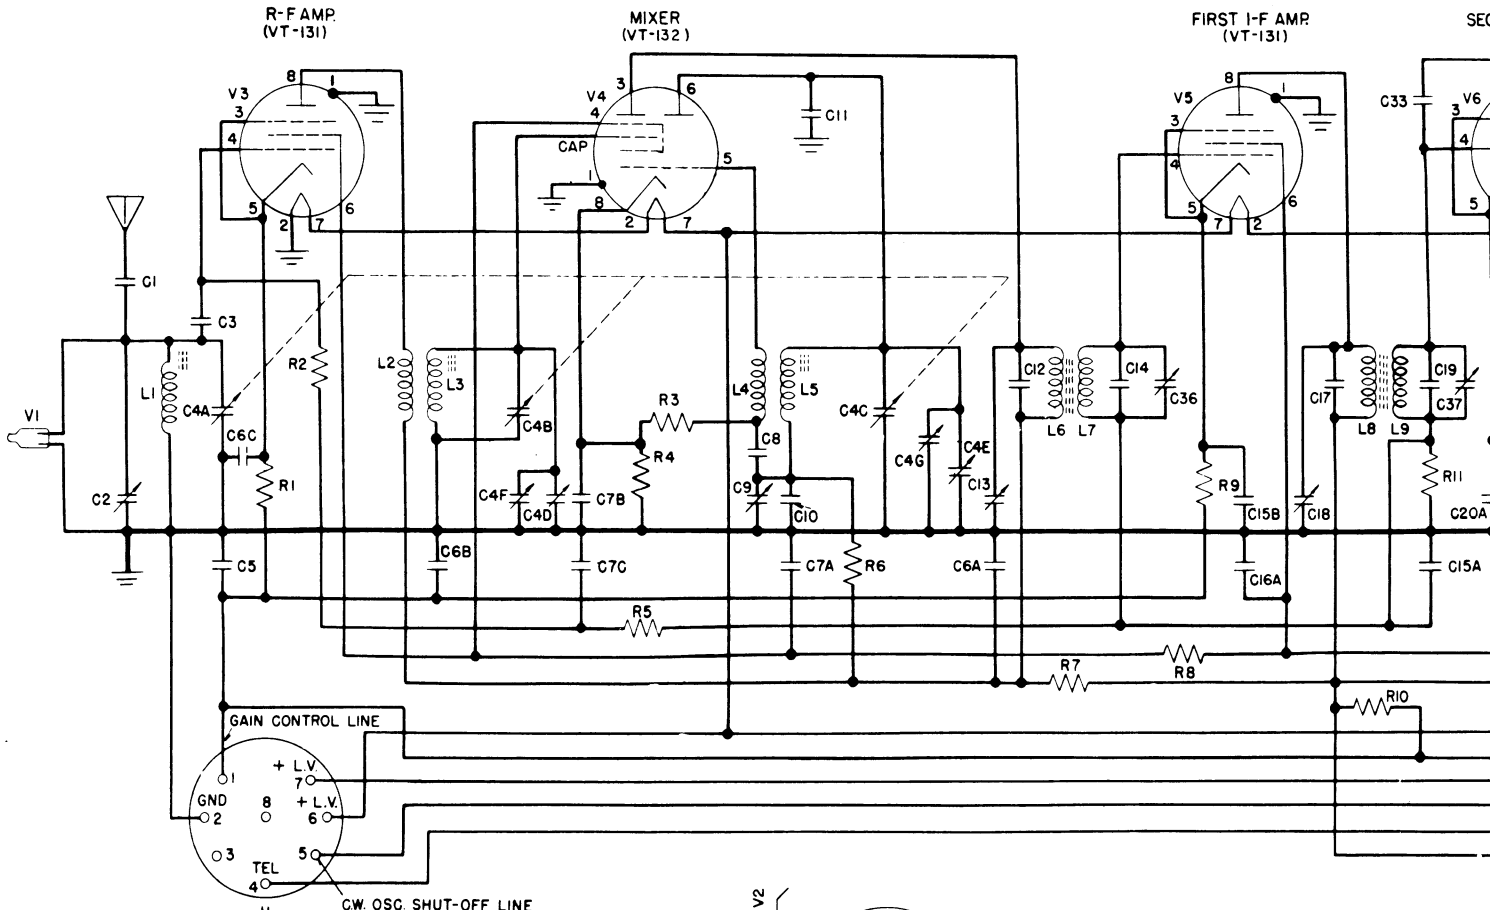 R-F AMP.
(VT-131)
MIXER
(VT-132)
FIRST I-F AMP.
(VT-131)
V3
8
1
3
4
5
2
7
6
V4
3
6
4
CAP
1
8
2
7
5
C11
V5
8
1
3
4
5
7
2
6
C33
V6
3
4
5
C1
C3
R2
L1
C4A
V1
C6C
R1
C2
L2
L3
C4B
R3
R4
L4
L5
C8
C4F
C4D
C7B
C9
C10
C4C
C4G
C4E
C13
C12
L6
L7
C14
C36
R9
C15B
C17
L8
L9
C19
C37
C18
R11
C20A
C5
C6B
C7C
C7A
R6
C6A
C16A
C15A
R5
R8
R7
R10
GAIN CONTROL LINE
1
+ L.V.
7
GND
2
8
+ L.V.
6
3
5
TEL
4
C.W. OSC. SHUT-OFF LINE
V2